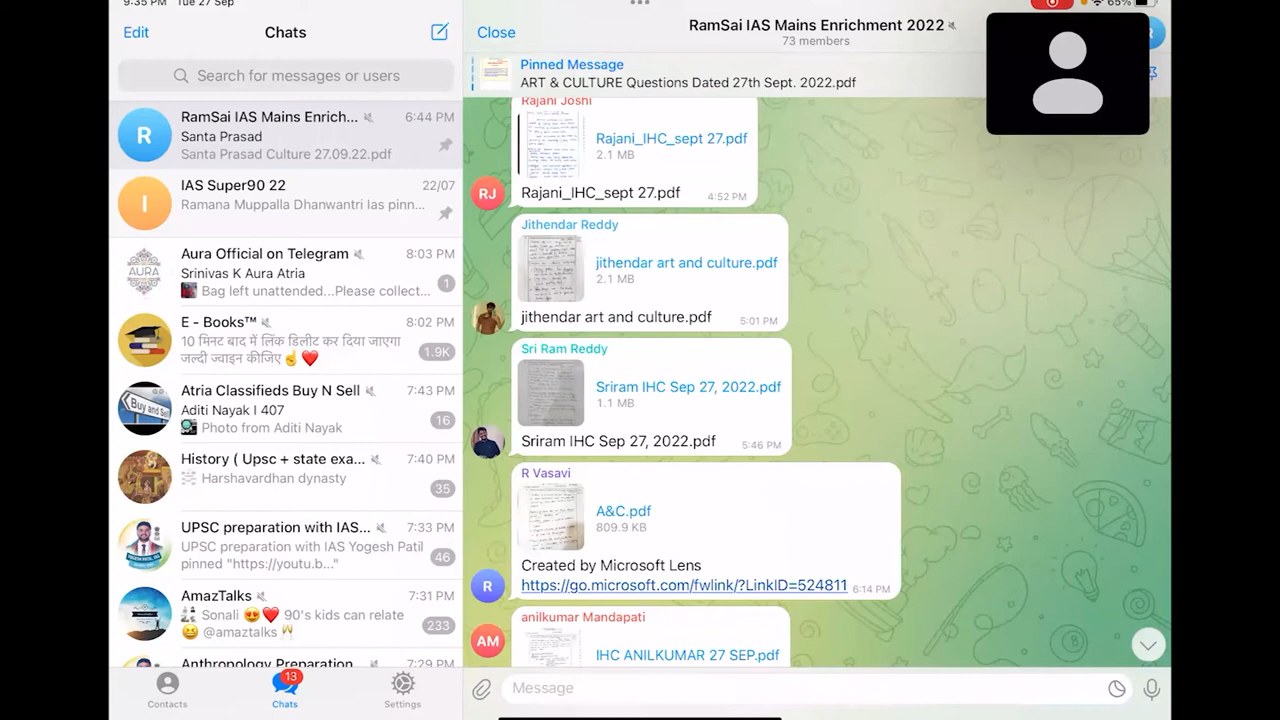 9:35 PM Tue 27 Sep
65%
Edit
Chats
Search for messages or users
R
RamSai IAS Mains Enrich...
6:44 PM
Santa Prasad
Santa Prasad 27.09.22.pdf
I
IAS Super 22
22/07
Ramana Muppalla Dhanwantri Ias pinn...
AURA
Aura Official Telegram
8:03 PM
Srinivas K Aura Atria
Bag left unattended...Please collect...
1
E - Books™
8:02 PM
10 मिनट बाद में लिंक डिलीट कर दिया जाएगा
जल्दी ज्वाइन कीजिए☝️❤️
1.9K
Atria Classified/Buy N Sell
7:43 PM
Aditi Nayak I 407
Photo from Aditi Nayak
16
Buy and Sell
History ( Upsc + state exa...
7:40 PM
Harshavardhan dynasty
35
UPSC preparation with IAS...
7:33 PM
UPSC preparation with IAS Yogesh Patil
pinned "https://youtu.b..."
46
AmazTalks
7:31 PM
Sonali 😍❤️ 90's kids can relate
@amaztalks
233
7:29 PM
Contacts
13
Chats
Settings
Close
RamSai IAS Mains Enrichment 2022
73 members
Pinned Message
ART & CULTURE Questions Dated 27th Sept. 2022.pdf
Rajani Joshi
Rajani_IHC_sept 27.pdf
2.1 MB
RJ
Rajani_IHC_sept 27.pdf
4:52 PM
Jithendar Reddy
jithendar art and culture.pdf
2.1 MB
jithendar art and culture.pdf
5:01 PM
Sri Ram Reddy
Sriram IHC Sep 27, 2022.pdf
1.1 MB
Sriram IHC Sep 27, 2022.pdf
5:46 PM
R Vasavi
A&C.pdf
809.9 KB
Created by Microsoft Lens
R
https://go.microsoft.com/fwlink/?LinkID=524811
6:14 PM
anilkumar Mandapati
AM
IHC ANILKUMAR 27 SEP.pdf
Message